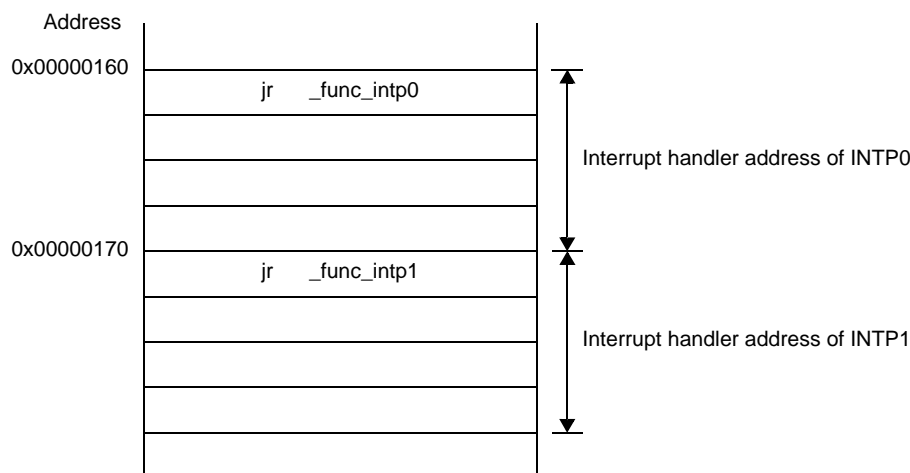 Address
0x00000160
jr _func_intp0
Interrupt handler address of INTP0
0x00000170
jr _func_intp1
Interrupt handler address of INTP1